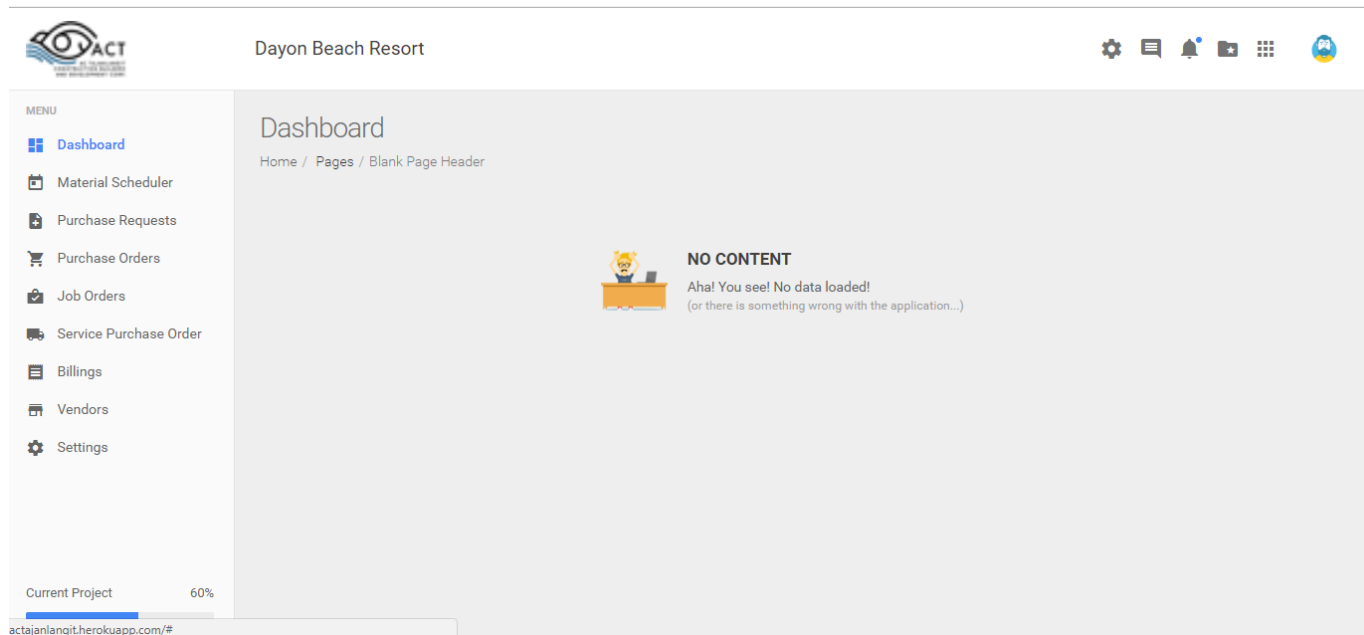 ACT
Dayon Beach Resort
MENU
Dashboard
Material Scheduler
Purchase Requests
Purchase Orders
Job Orders
Service Purchase Order
Billings
Vendors
Settings
Current Project 60%
actajanlangit.herokuapp.com/#
Dashboard
Home / Pages / Blank Page Header
NO CONTENT
Aha! You see! No data loaded!
(or there is something wrong with the application...)